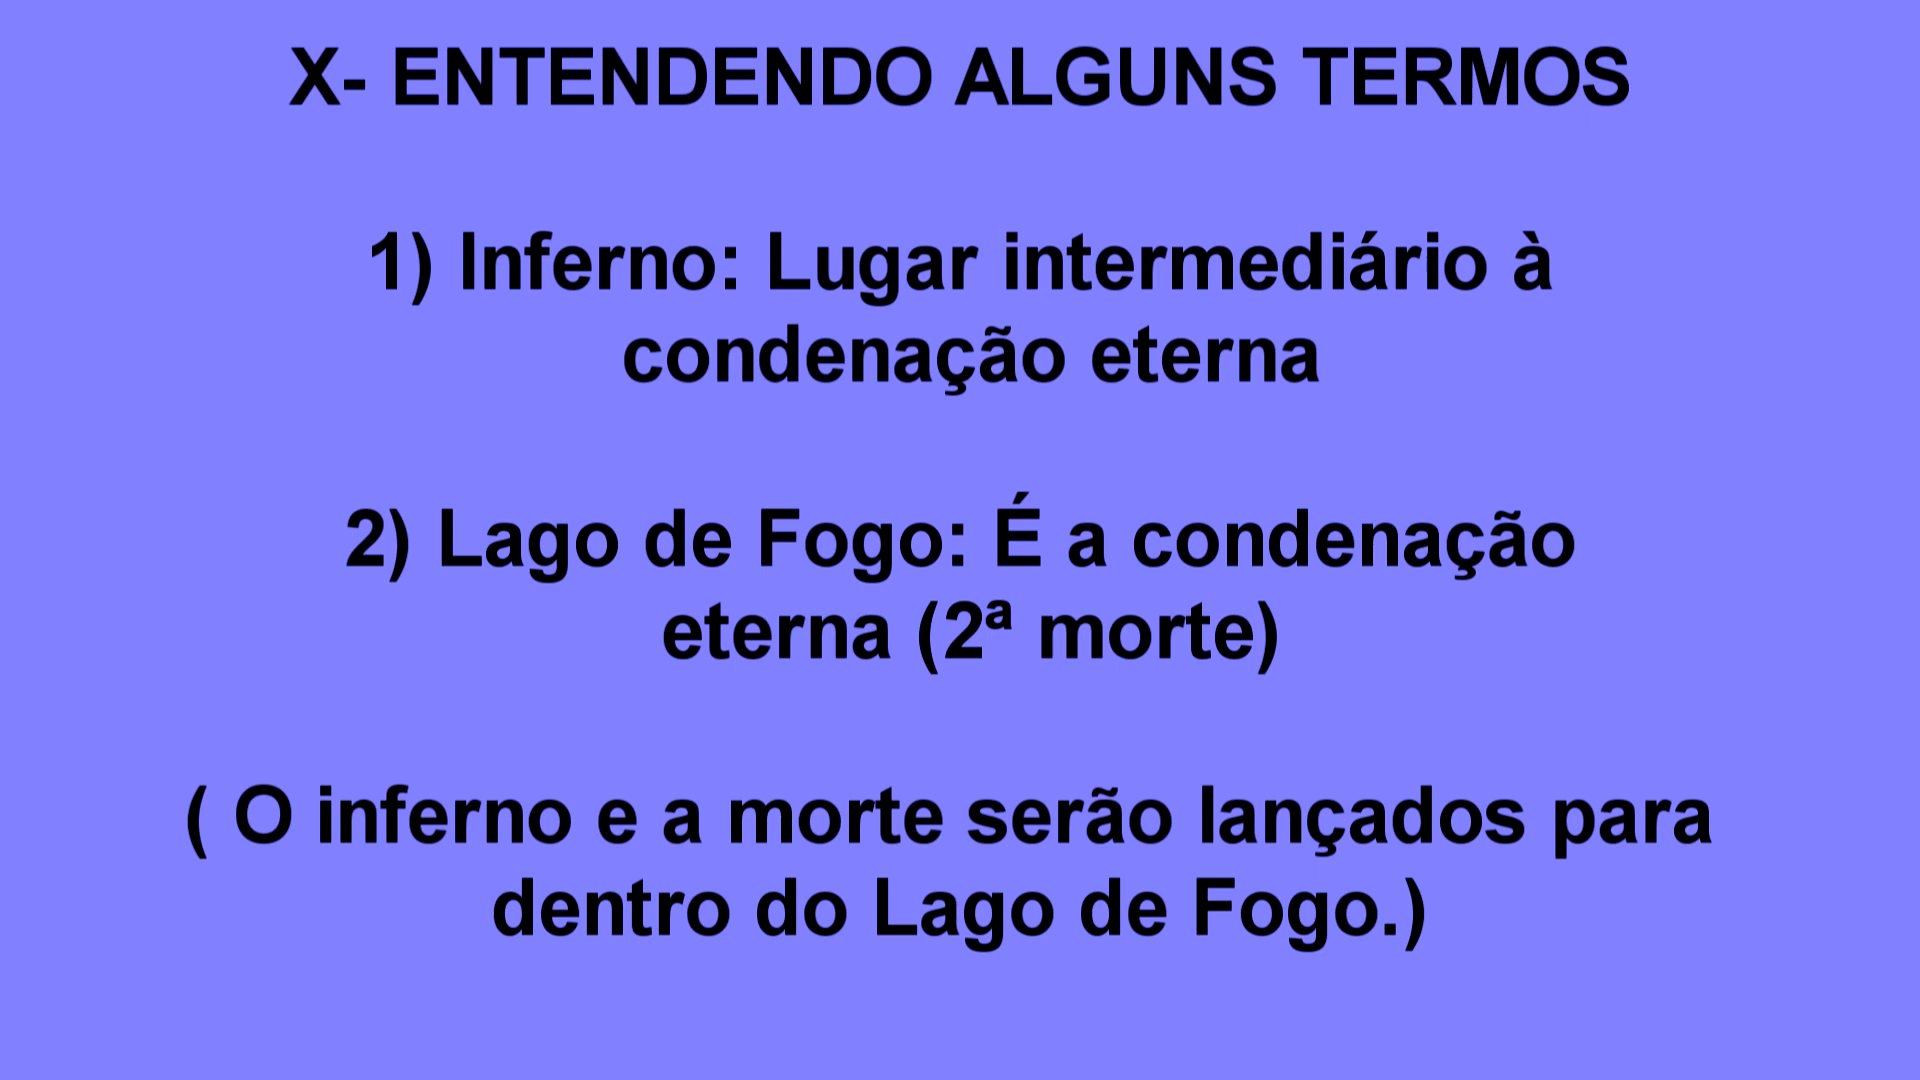 X- ENTENDENDO ALGUNS TERMOS
1) Inferno: Lugar intermediário à
condenação eterna
2) Lago de Fogo: É a condenação
eterna (2ª morte)
( O inferno e a morte serão lançados para
dentro do Lago de Fogo.)